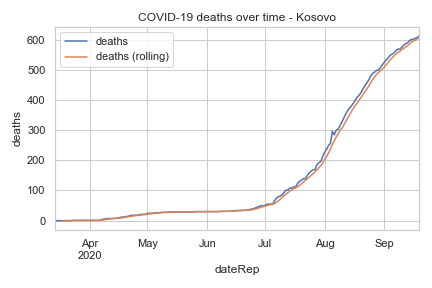 COVID-19 deaths over time - Kosovo
deaths
deaths (rolling)
600
500
400
300
200
100
0
deaths
Apr
2020
May
Jun
Jul
Aug
Sep
dateRep